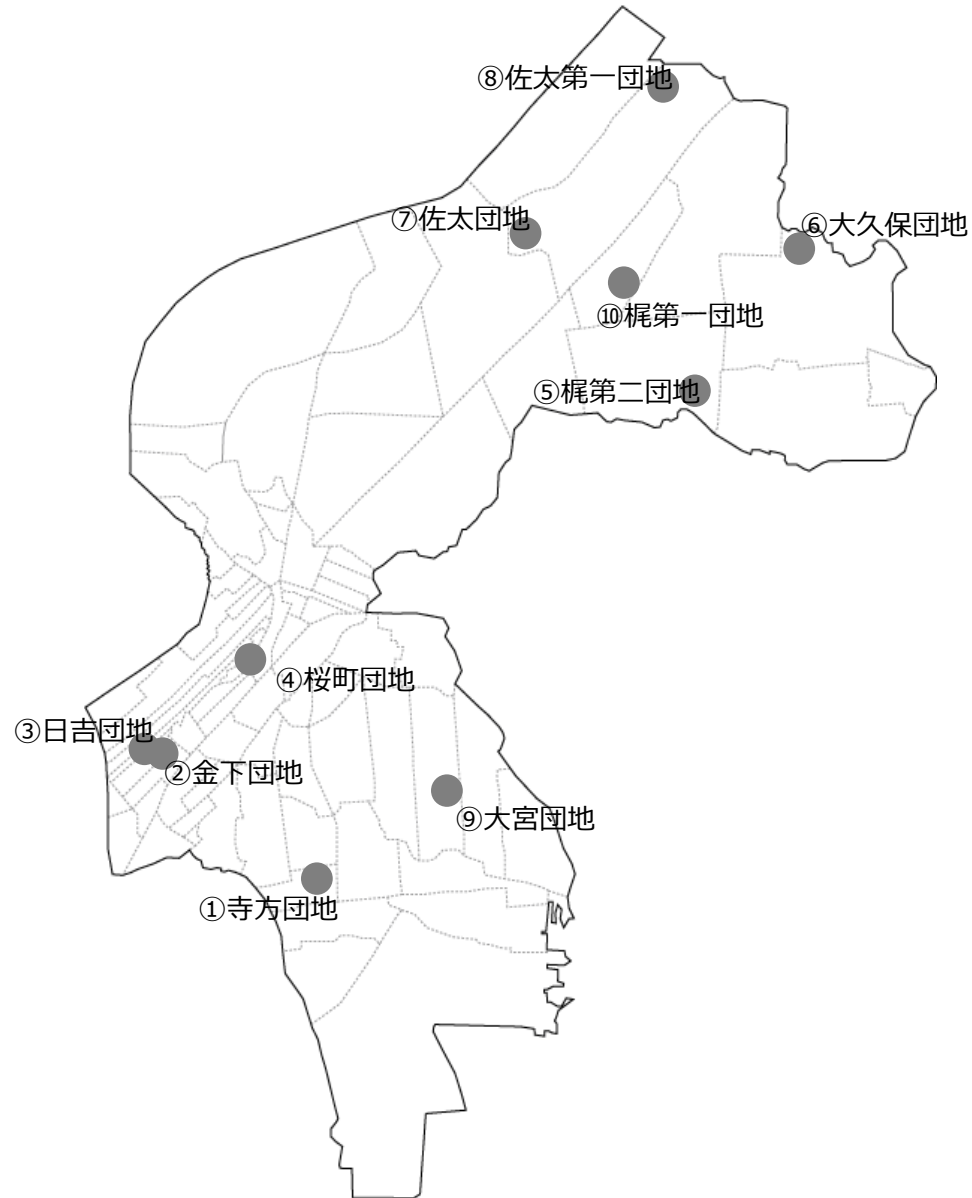 ⑧佐太第一団地
⑦佐太団地
⑥大久保団地
⑩梶第一団地
⑤梶第二団地
④桜町団地
③日吉団地
②金下団地
⑨大宮団地
①寺方団地